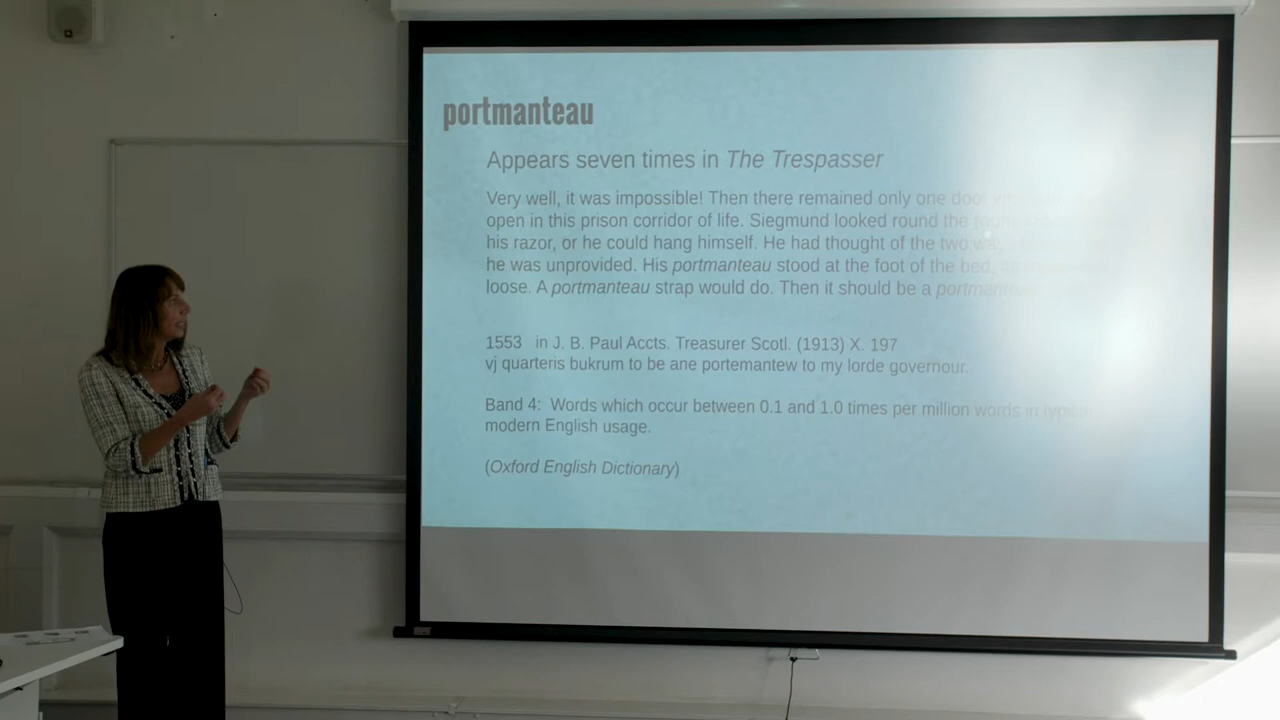 portmanteau
Appears seven times in The Trespasser
Very well, it was impossible! Then there remained only one door
open in this prison corridor of life. Siegmund looked round the room
his razor, or he could hang himself. He had thought of the two
he was unprovided. His portmanteau stood at the foot of the bed,
loose. A portmanteau strap would do. Then it should be a
1553 in J. B. Paul Accts. Treasurer Scotl. (1913) X. 197
vj quarteris bukrum to be ane portemantew to my lorde governour.
Band 4: Words which occur between 0.1 and 1.0 times per million words in typical
modern English usage.
(Oxford English Dictionary)